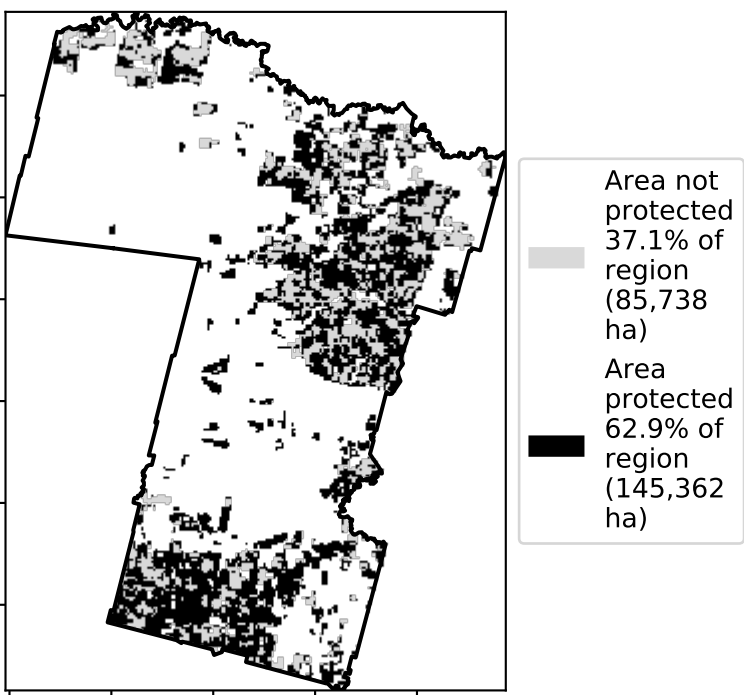 Area not
protected
37.1% of
region
(85,738
ha)
Area
protected
62.9% of
region
(145,362
ha)